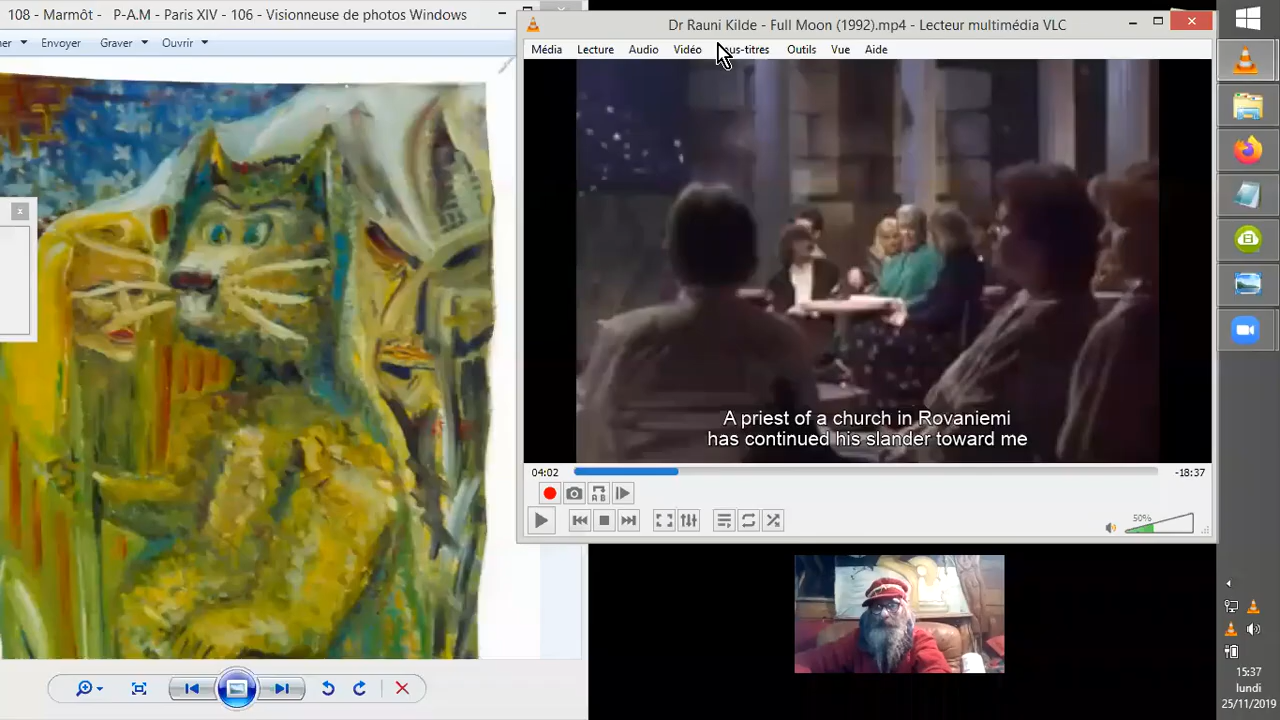 108 - Marmôt - P-A.M - Paris XIV - 106 - Visionneuse de photos Windows
Envoyer
Graver
Ouvrir
x
Dr Rauni Kilde - Full Moon (1992).mp4 - Lecteur multimédia VLC
Média Lecture Audio Vidéo us-titres Outils Vue Aide
A priest of a church in Rovaniemi
has continued his slander toward me
04:02
-18:37
A B
50%
15:37
lundi
25/11/2019